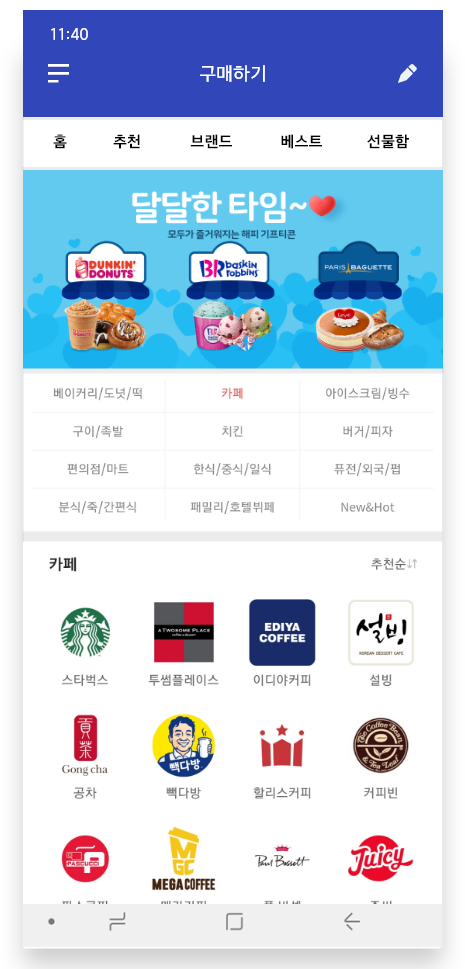 11:40
구매하기
홈 추천 브랜드 베스트 선물함
달달한 타임~
모두가 즐거워지는 해피 기프티콘
DUNKIN' DONUTS
BR baskin robbins
PARIS BAGUETTE
Love
베이커리/도넛/떡 카페 아이스크림/빙수
구이/족발 치킨 버거/피자
편의점/마트 한식/중식/일식 퓨전/외국/펍
분식/죽/간편식 패밀리/호텔뷔페 New&Hot
카페 추천순
A TWOSOME PLACE
EDIYA COFFEE
설빙
KOREAN DESSERT CAFE
스타벅스 투썸플레이스 이디야커피 설빙
貢茶
Gong cha
빽다방
The Coffee Bean & Tea Leaf
공차 빽다방 할리스커피 커피빈
PASCUCCI
MGC
MEGA COFFEE
Paul Bassett
Juicy